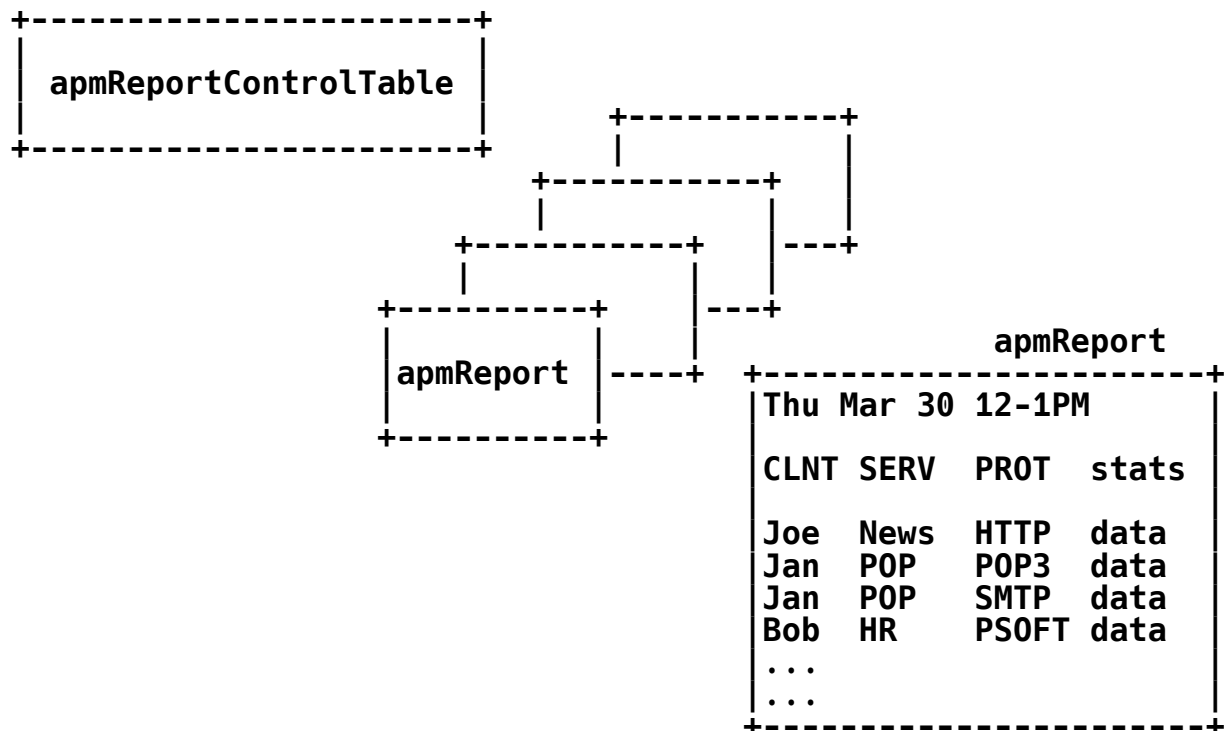 apmReportControlTable
apmReport
apmReport
Thu Mar 30 12-1PM
CLNT SERV PROT stats
Joe News HTTP data
Jan POP POP3 data
Jan POP SMTP data
Bob HR PSOFT data
...
...